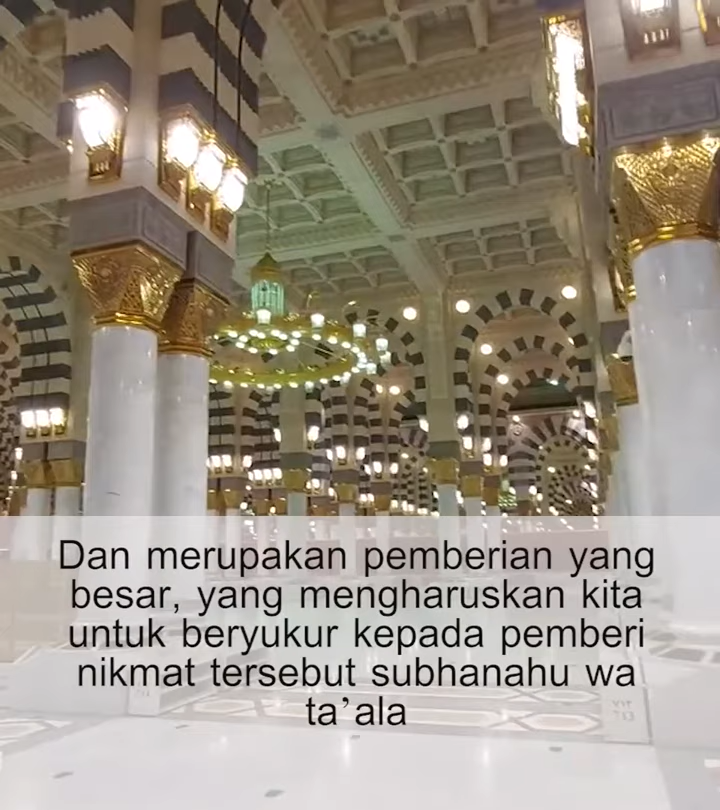 Dan merupakan pemberian yang
besar, yang mengharuskan kita
untuk beryukur kepada pemberi
nikmat tersebut subhanahu wa
ta’ala